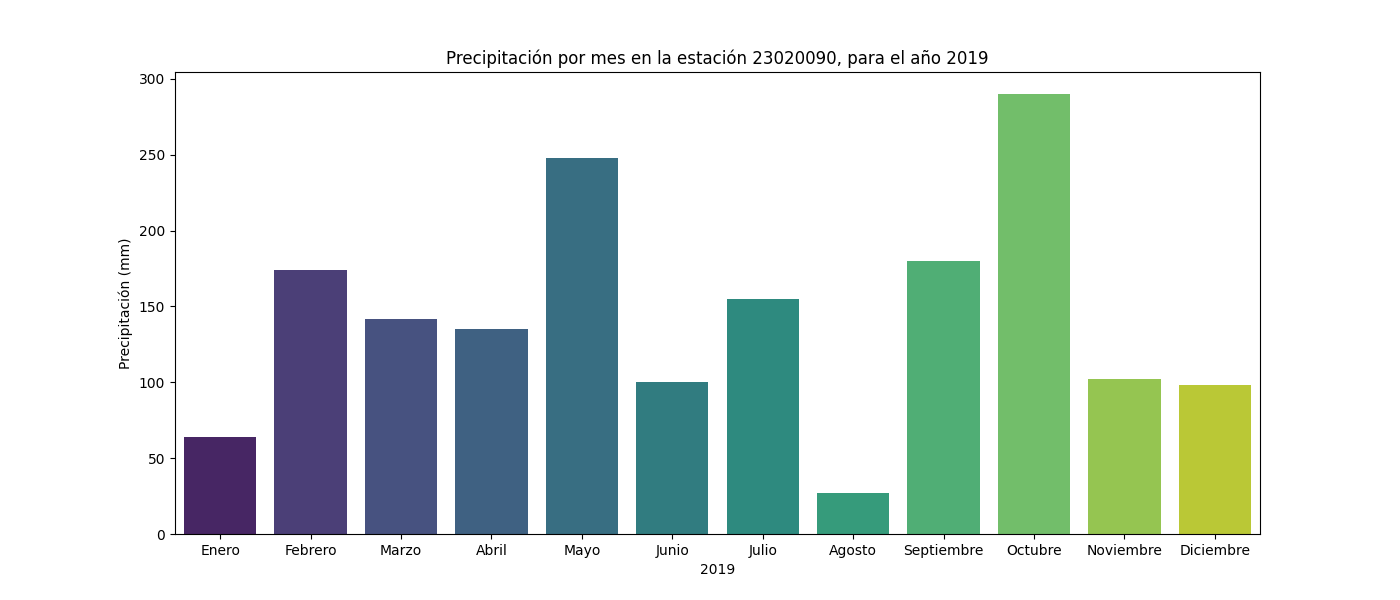 Precipitación por mes en la estación 23020090, para el año 2019
Precipitación (mm)
300
250
200
150
100
50
0
Enero Febrero Marzo Abril Mayo Junio Julio Agosto Septiembre Octubre Noviembre Diciembre
2019